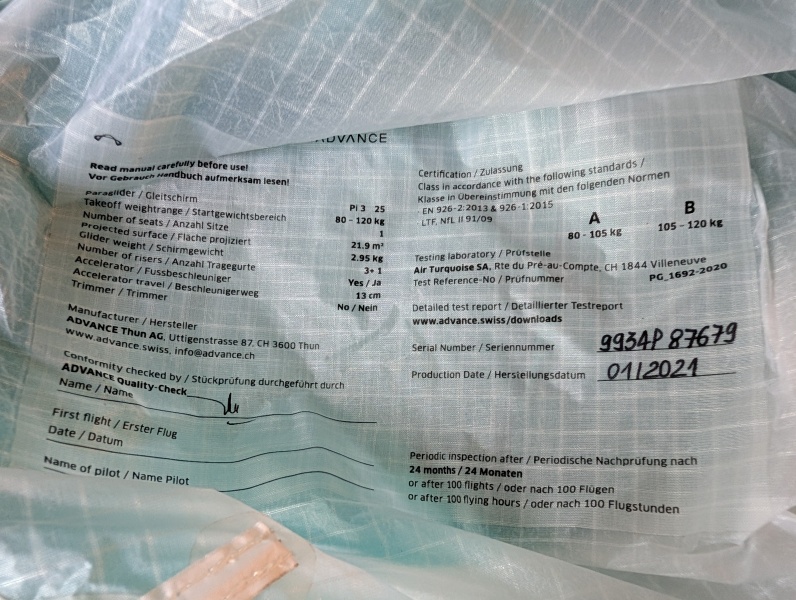 ADVANCE
Read manual carefully before use!
Vor Gebrauch Handbuch aufmerksam lesen!
Paraglider / Gleitschirm Pi 3 25
Takeoff weightrange / Startgewichtsbereich 80 - 120 kg
Number of seats / Anzahl Sitze 1
Projected surface / Fläche projiziert 21.9 m²
Glider weight / Schirmgewicht 2.95 kg
Number of risers / Anzahl Tragegurte 3+1
Accelerator / Fussbeschleuniger Yes / Ja
Accelerator travel / Beschleunigerweg 13 cm
Trimmer / Trimmer No / Nein
Manufacturer / Hersteller
ADVANCE Thun AG, Uttigenstrasse 87, CH 3600 Thun
www.advance.swiss, info@advance.ch
Conformity checked by / Stückprüfung durchgeführt durch
ADVANCE Quality-Check
Name / Name
First flight / Erster Flug
Date / Datum
Name of pilot / Name Pilot
Certification / Zulassung
Class in accordance with the following standards /
Klasse in Übereinstimmung mit den folgenden Normen
EN 926-2:2013 & 926-1:2015
LTF, NfL II 91/09
A B
80 - 105 kg 105 - 120 kg
Testing laboratory / Prüfstelle
Air Turquoise SA, Rte du Pré-au-Compte, CH 1844 Villeneuve
Test Reference-No / Prüfnummer PG_1692-2020
Detailed test report / Detaillierter Testreport
www.advance.swiss/downloads
Serial Number / Seriennummer 9934P87679
Production Date / Herstellungsdatum 01/2021
Periodic inspection after / Periodische Nachprüfung nach
24 months / 24 Monaten
or after 100 flights / oder nach 100 Flügen
or after 100 flying hours / oder nach 100 Flugstunden